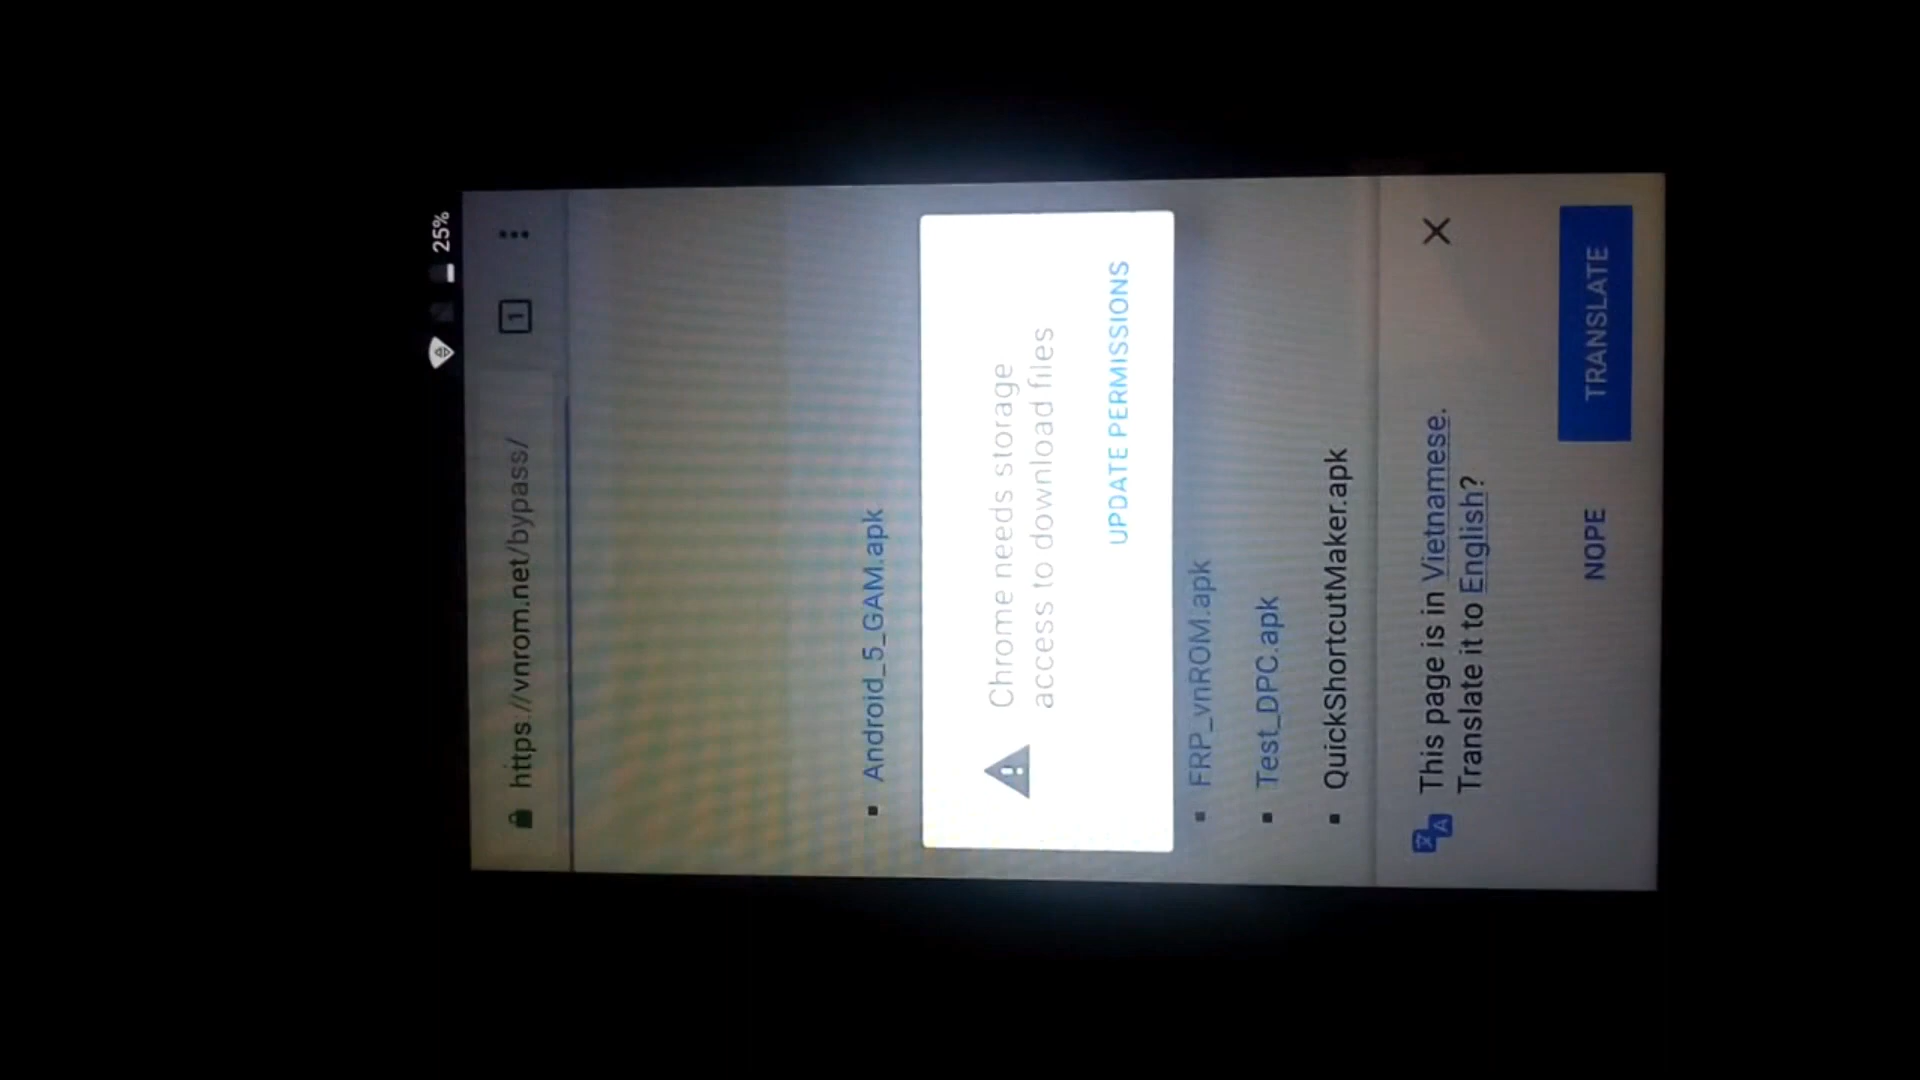 25%
https://vnrom.net/bypass/
1
Android_5_GAM.apk
Chrome needs storage
access to download files
UPDATE PERMISSIONS
FRP_vnROM.apk
Test_DPC.apk
QuickShortcutMaker.apk
This page is in Vietnamese.
Translate it to English?
NOPE
TRANSLATE